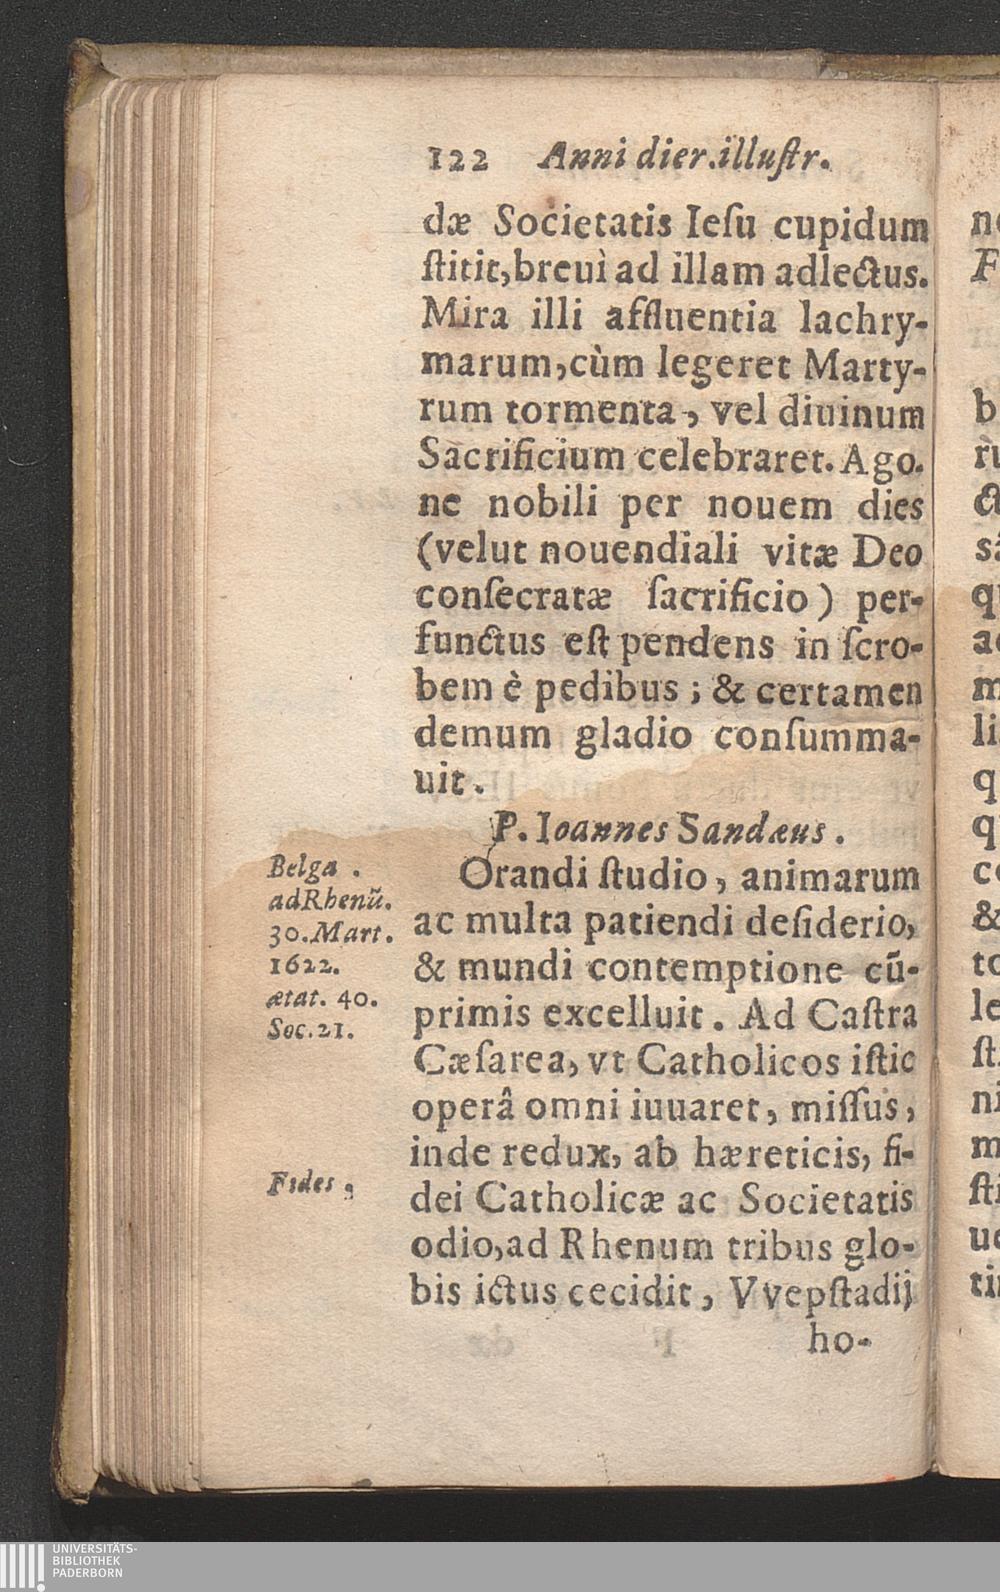 122 Anni dier.illuſtr.
dæ Societatis Ieſu cupidum
ſtitit,breuì ad illam adlectus.
Mira illi affluentia lachry-
marum,cùm legeret Marty-
rum tormenta, vel diuinum
Sacrificium celebraret. Ago.
ne nobili per nouem dies
(velut nouendiali vitæ Deo
conſecratæ ſacrificio) per-
functus eſt pendens in ſcro-
bem è pedibus ; & certamen
demum gladio conſumma-
uit.
P. Ioannes Sandæus.
Orandi ſtudio, animarum
ac multa patiendi deſiderio,
& mundi contemptione cū-
primis excelluit. Ad Caſtra
Cæſarea, vt Catholicos iſtic
operâ omni iuuaret, miſſus,
inde redux, ab hæreticis, fi-
dei Catholicæ ac Societatis
odio,ad Rhenum tribus glo-
bis ictus cecidit, Vvepſtadij
ho-
Belga.
ad Rhenū.
30.Mart.
1622.
ætat. 40.
Soc.21.
Fides,
UNIVERSITÄTS-
BIBLIOTHEK
PADERBORN